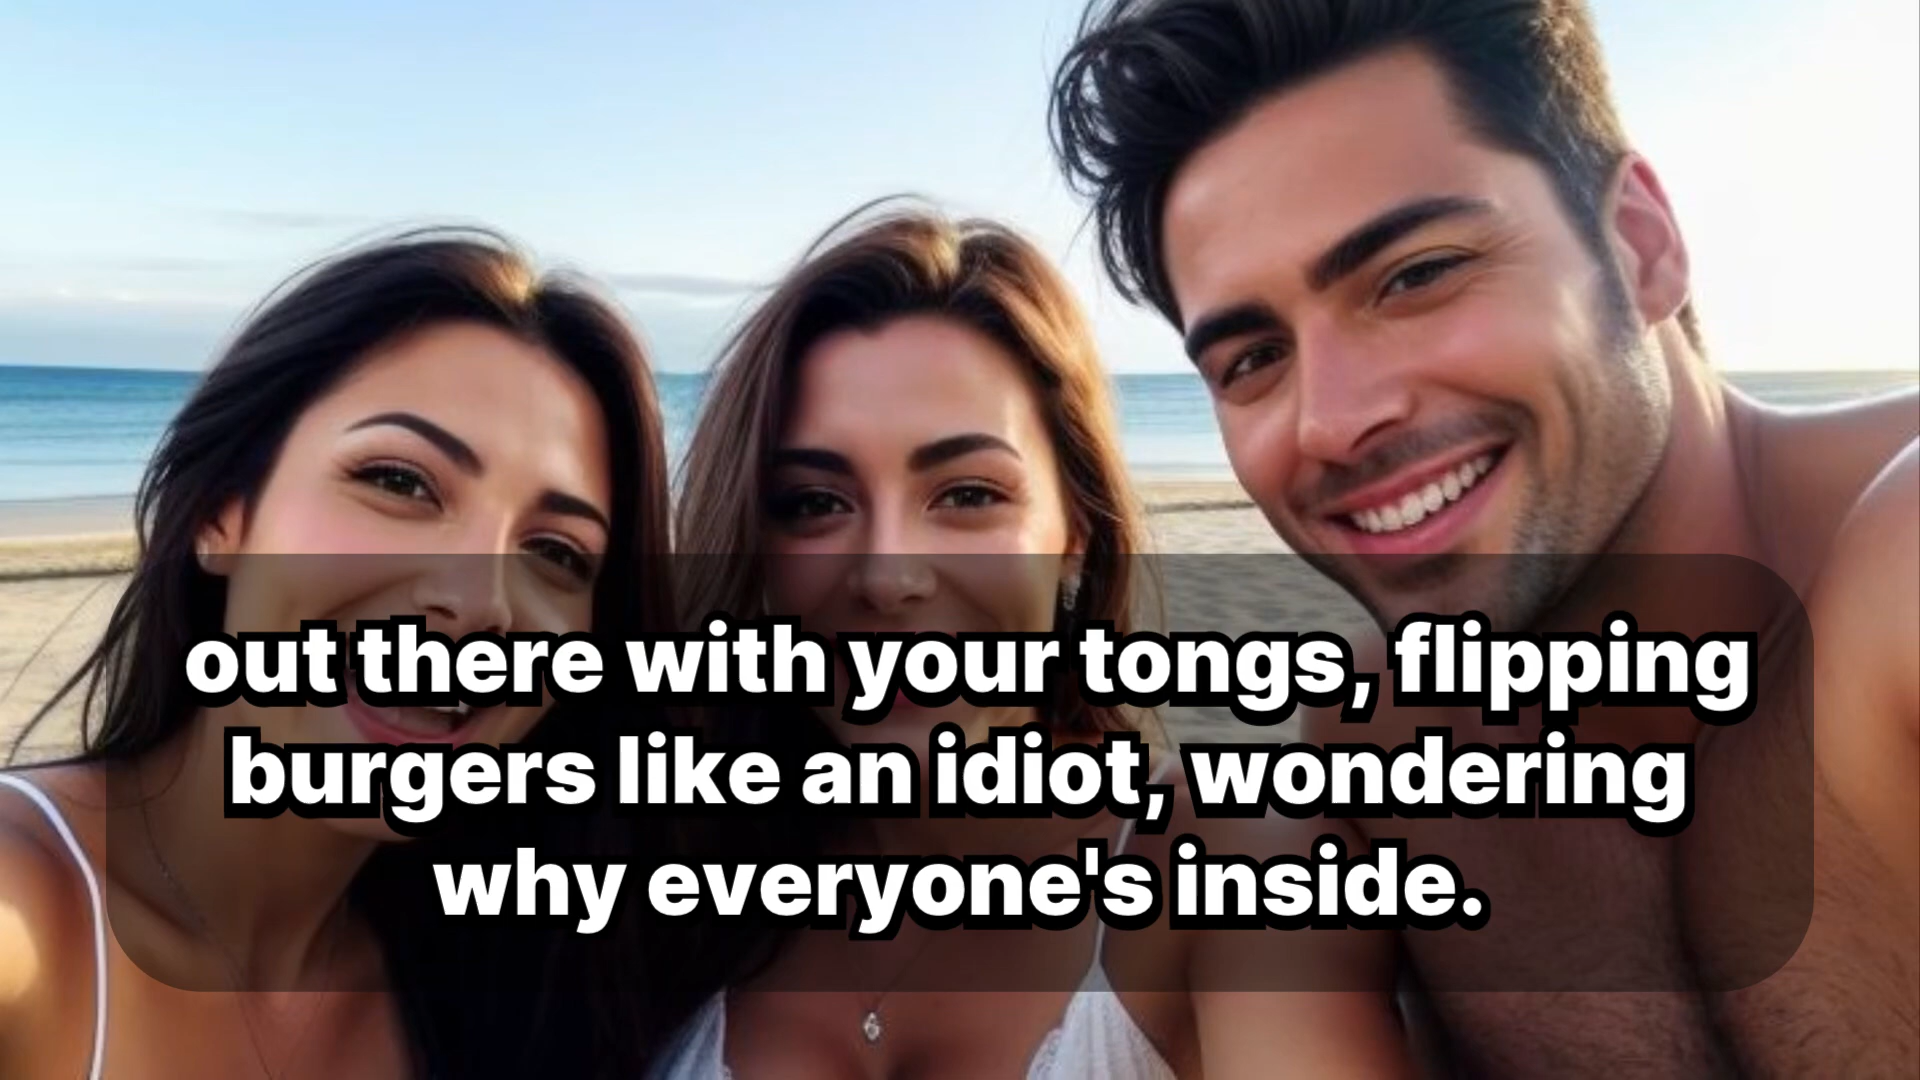 out there with your tongs, flipping
burgers like an idiot, wondering
why everyone's inside.